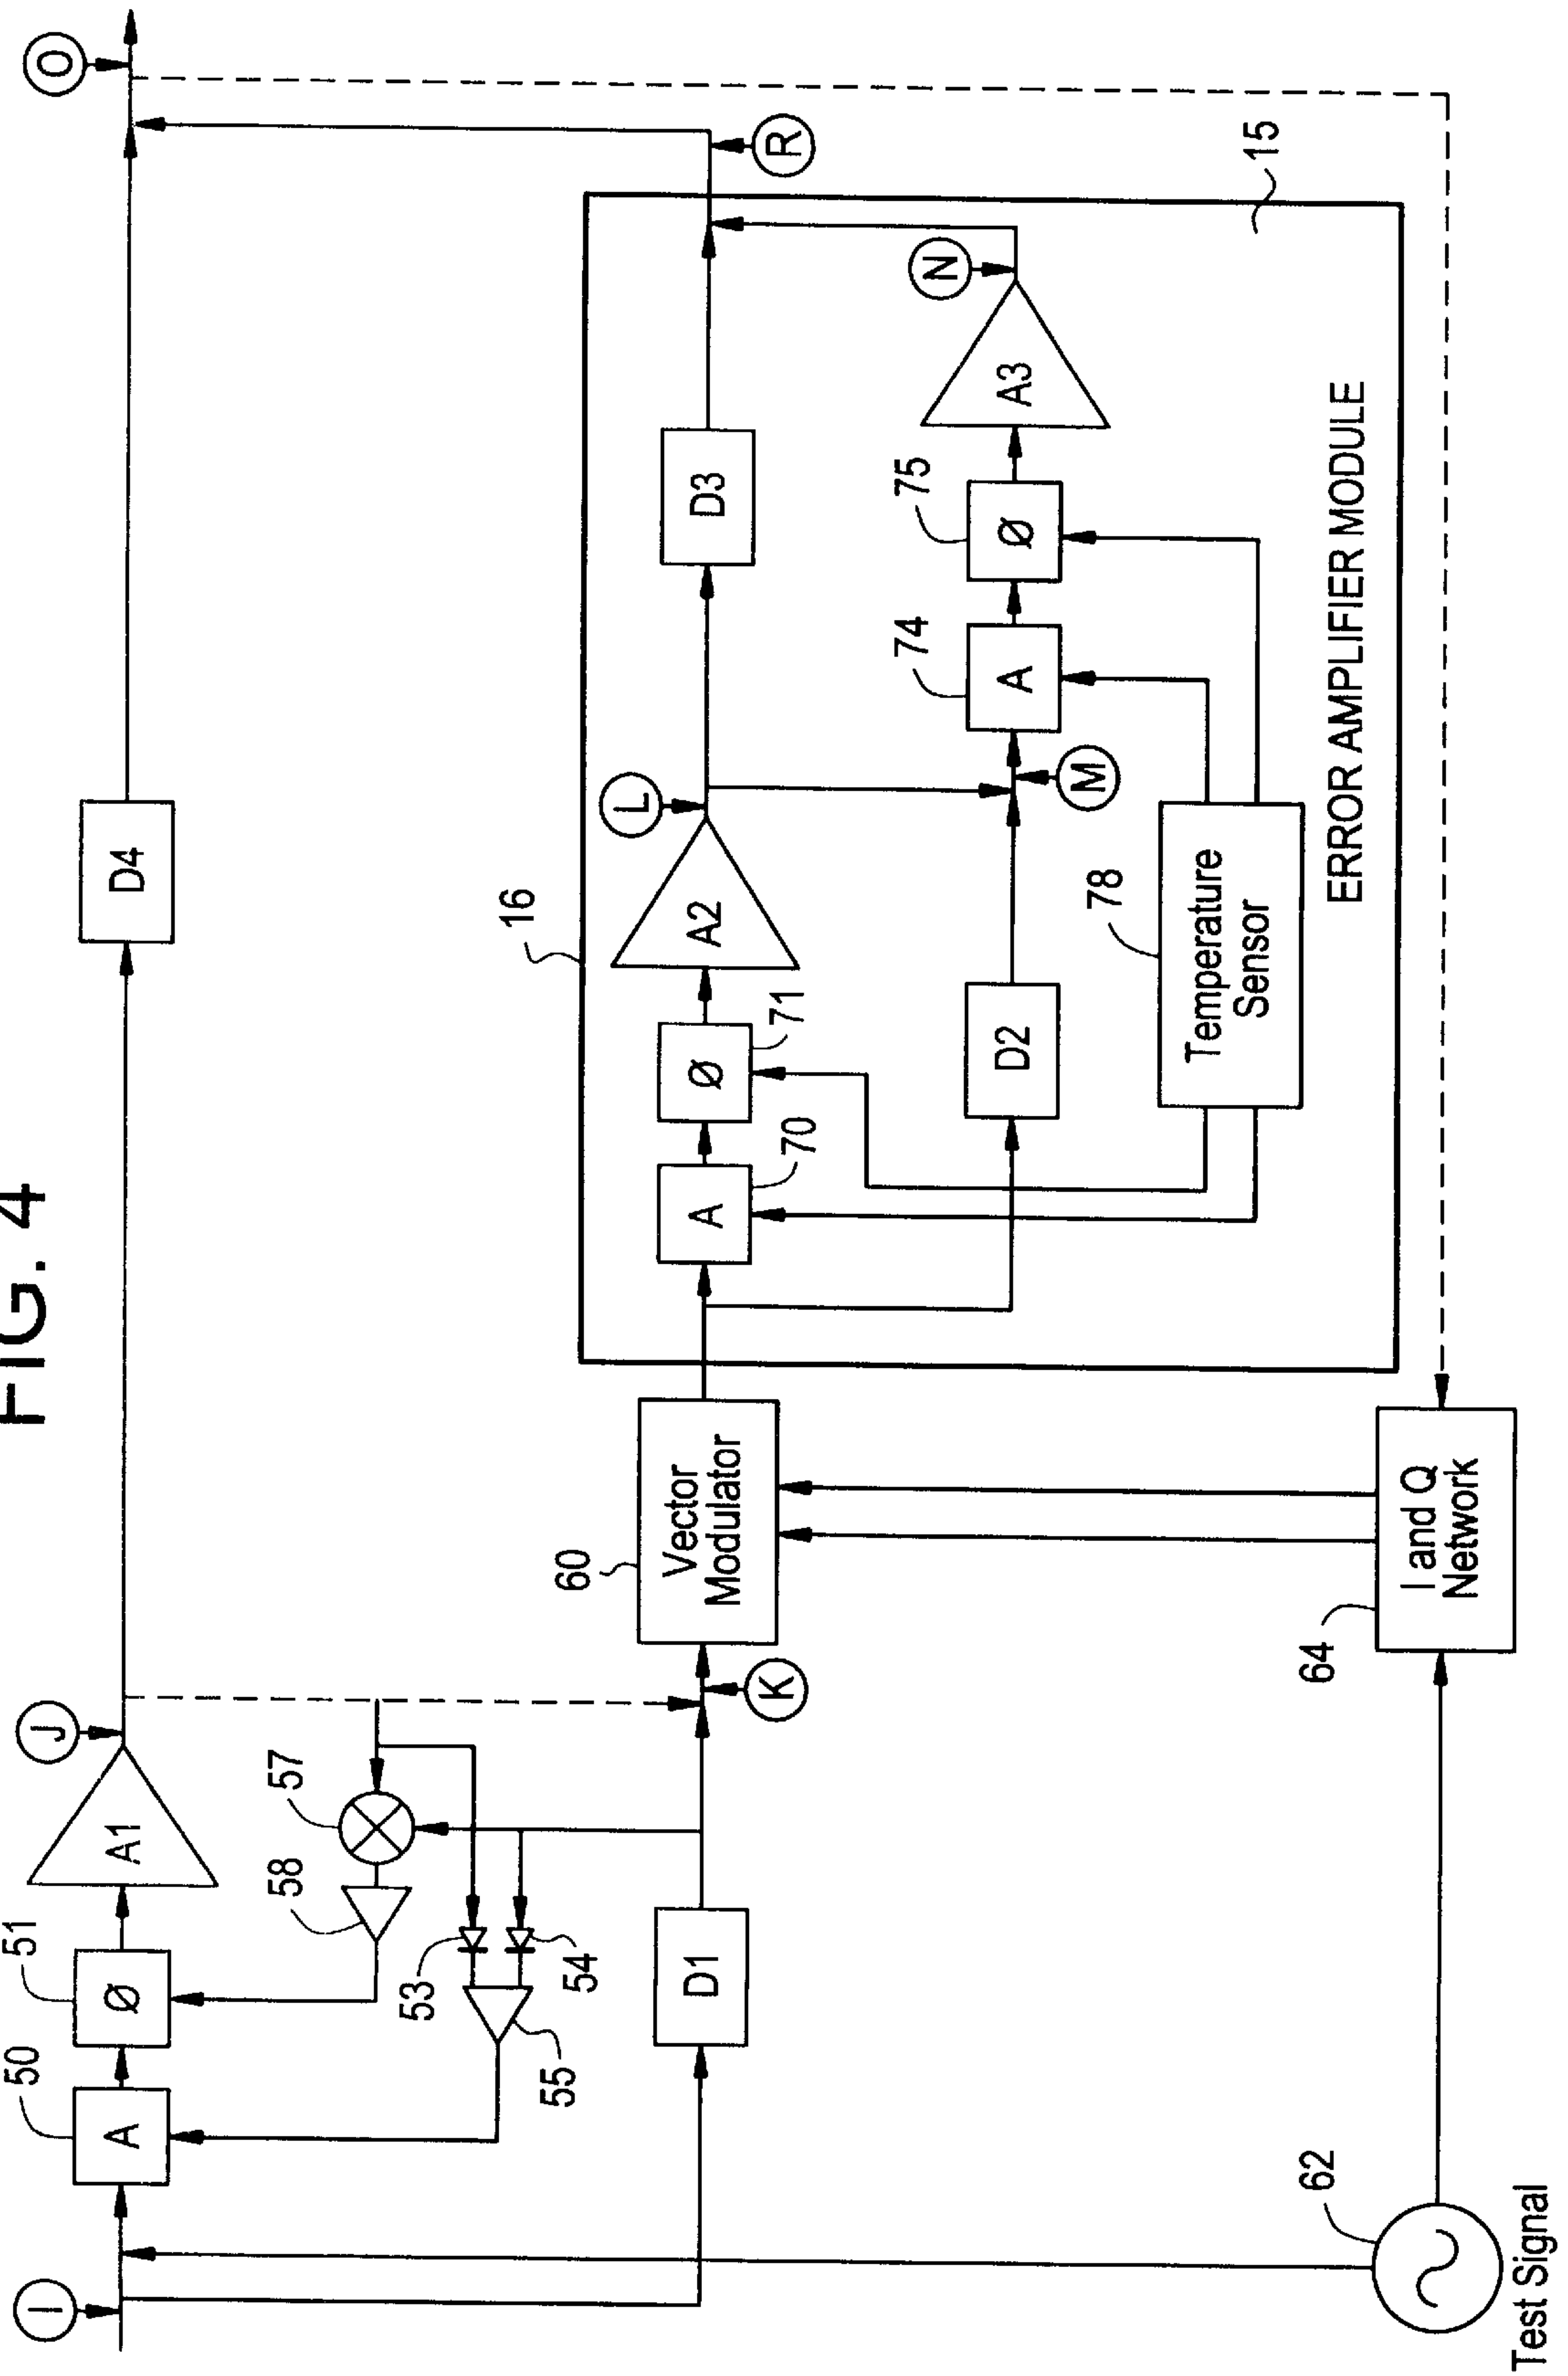 FIG. 4
I
50
A
51
Ø
A1
J
D4
O
58
57
53
54
55
D1
K
60
Vector
Modulator
16
A
70
Ø
71
A2
L
D3
R
D2
M
74
A
75
Ø
A3
N
78
Temperature
Sensor
ERROR AMPLIFIER MODULE
15
62
Test Signal
64
I and Q
Network